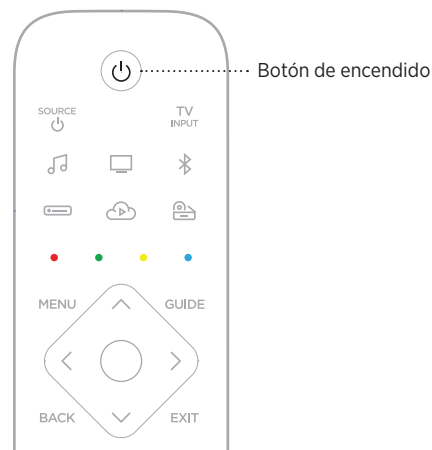 Botón de encendido
SOURCE
TV
INPUT
MENU
GUIDE
BACK
EXIT